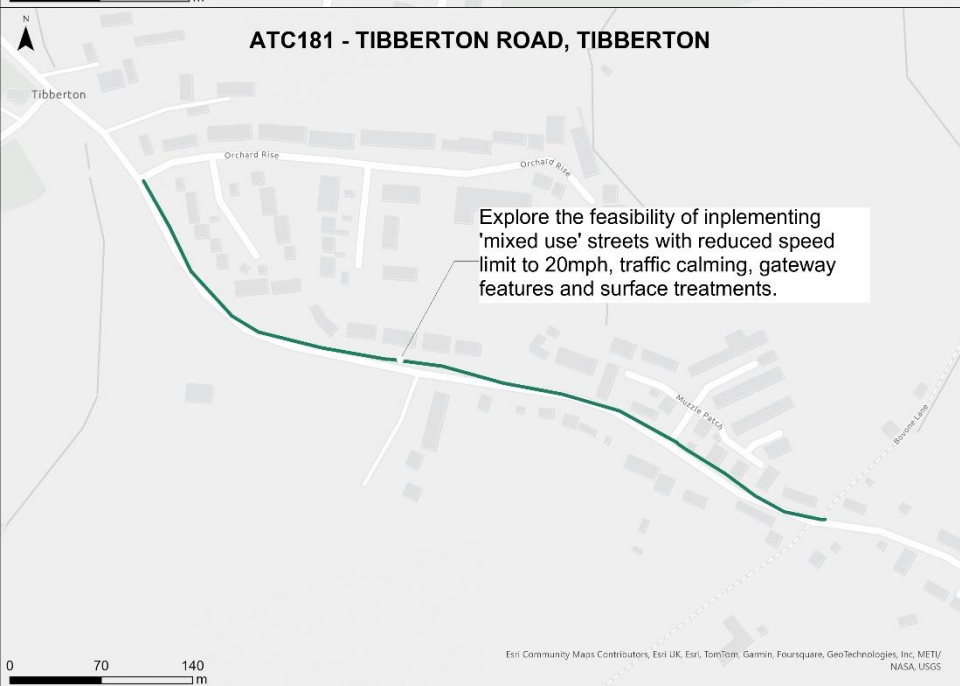 m
N
ATC181 - TIBBERTON ROAD, TIBBERTON
Tibberton
Orchard Rise
Orchard Rise
Explore the feasibility of inplementing
'mixed use' streets with reduced speed
limit to 20mph, traffic calming, gateway
features and surface treatments.
Muzzle Patch
Bovone Lane
Esri Community Maps Contributors, Esri UK, Esri, TomTom, Garmin, Foursquare, GeoTechnologies, Inc, METI/
NASA, USGS
0 70 140
m